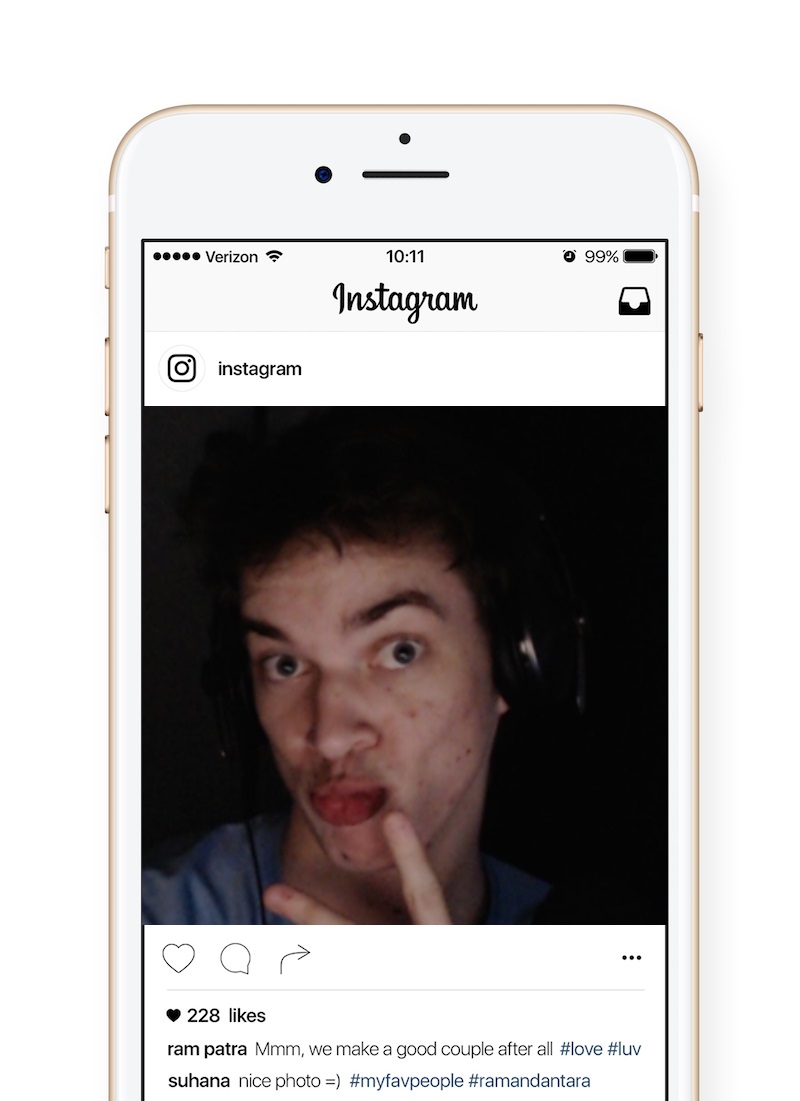 Verizon 10:11 99%
Instagram
instagram
228 likes
ram patra Mmm, we make a good couple after all #love #luv
suhana nice photo =) #myfavpeople #ramandantara